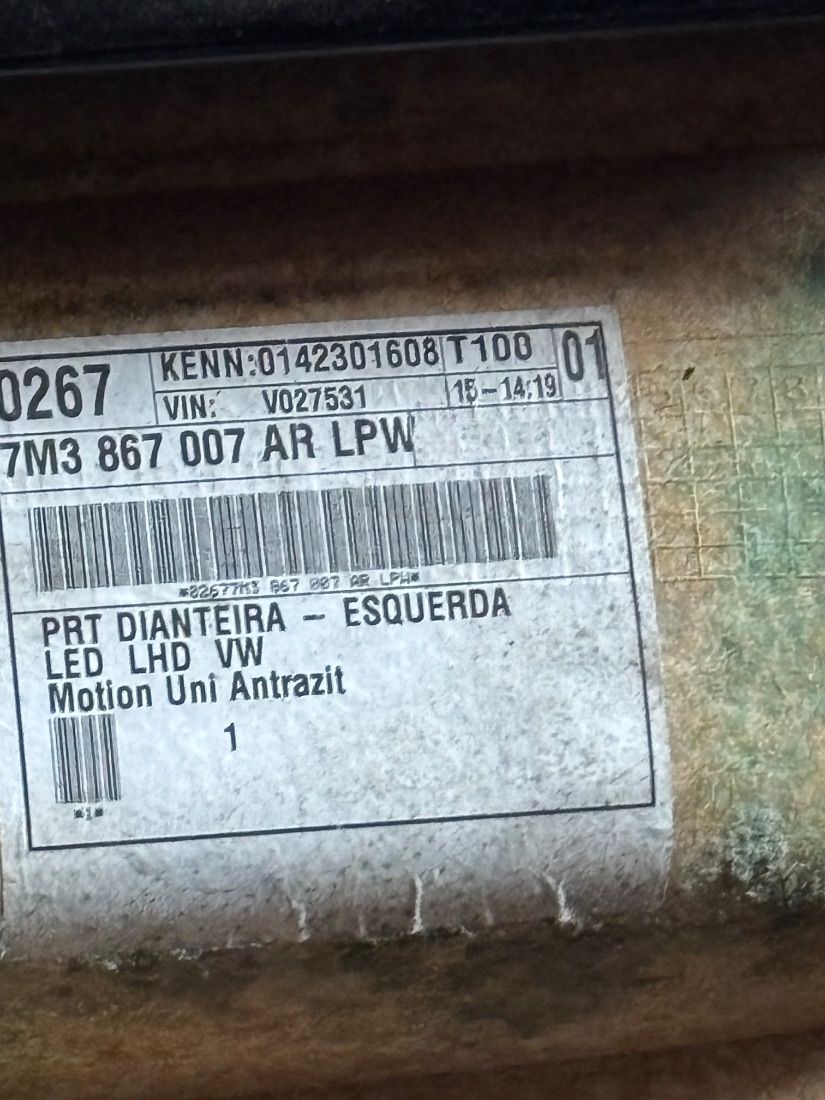 0267
KENN:0142301608 T100 01
VIN: V027531 15-14:19
7M3 867 007 AR LPW
*02677M3 867 007 AR LPW*
PRT DIANTEIRA - ESQUERDA
LED LHD VW
Motion Uni Antrazit
1
*1*